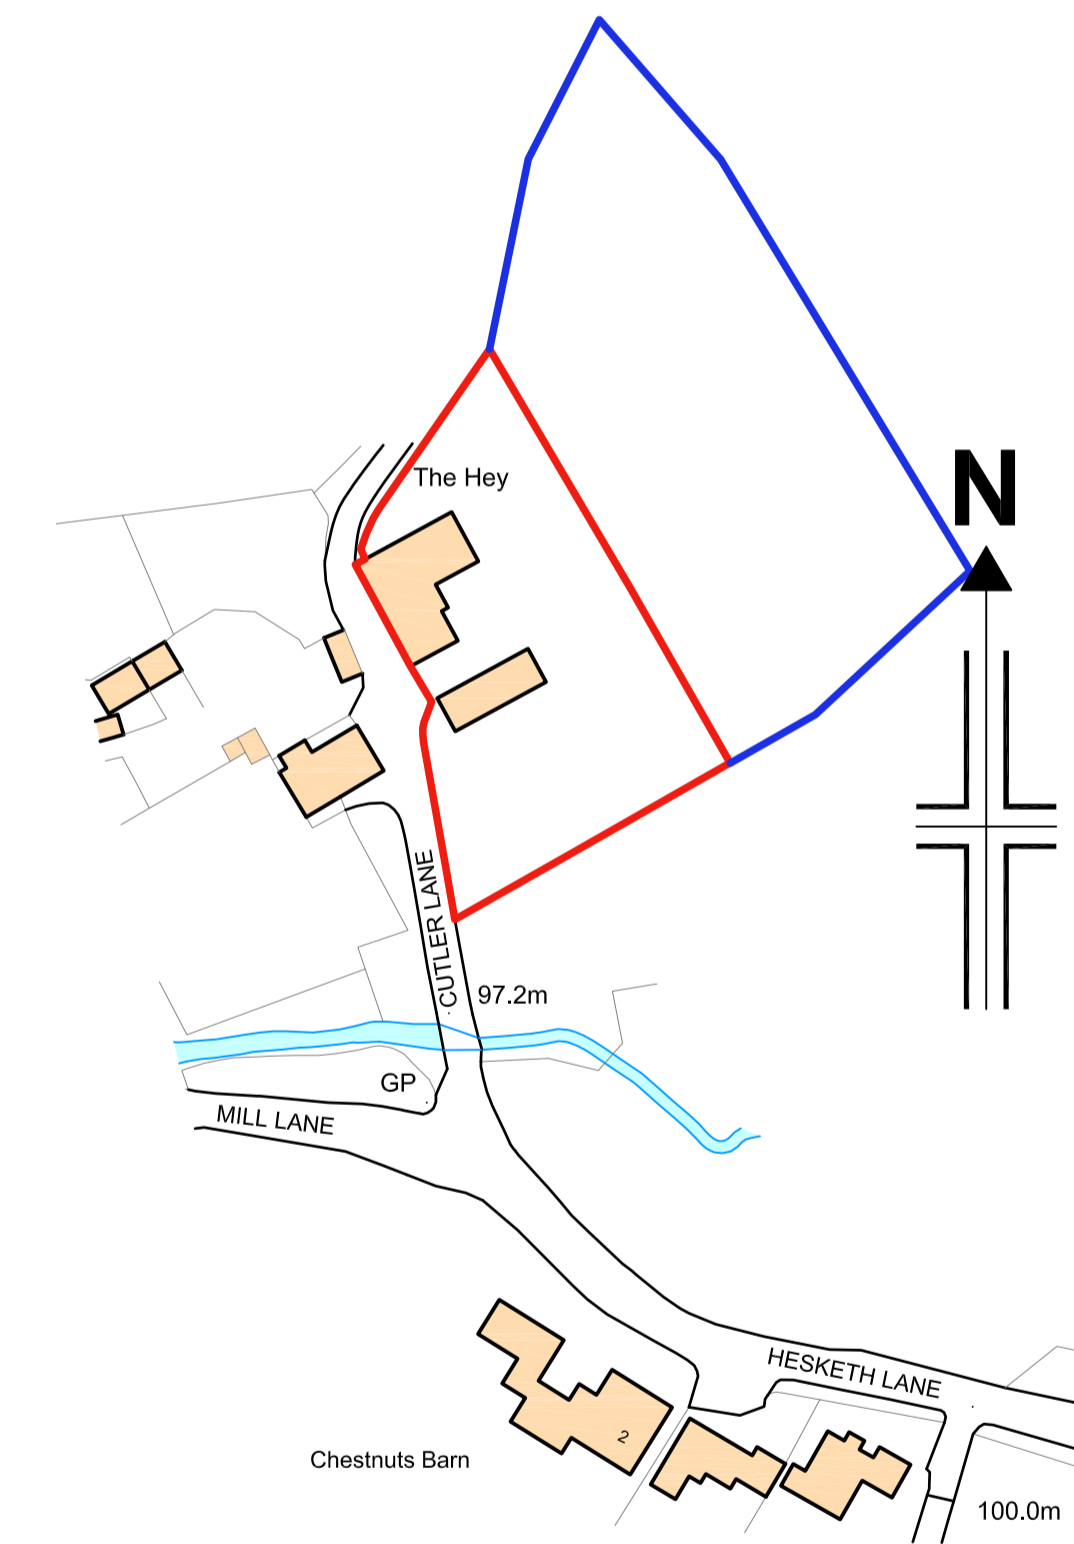 N
The Hey
CUTLER LANE
97.2m
GP
MILL LANE
HESKETH LANE
2
Chestnuts Barn
100.0m